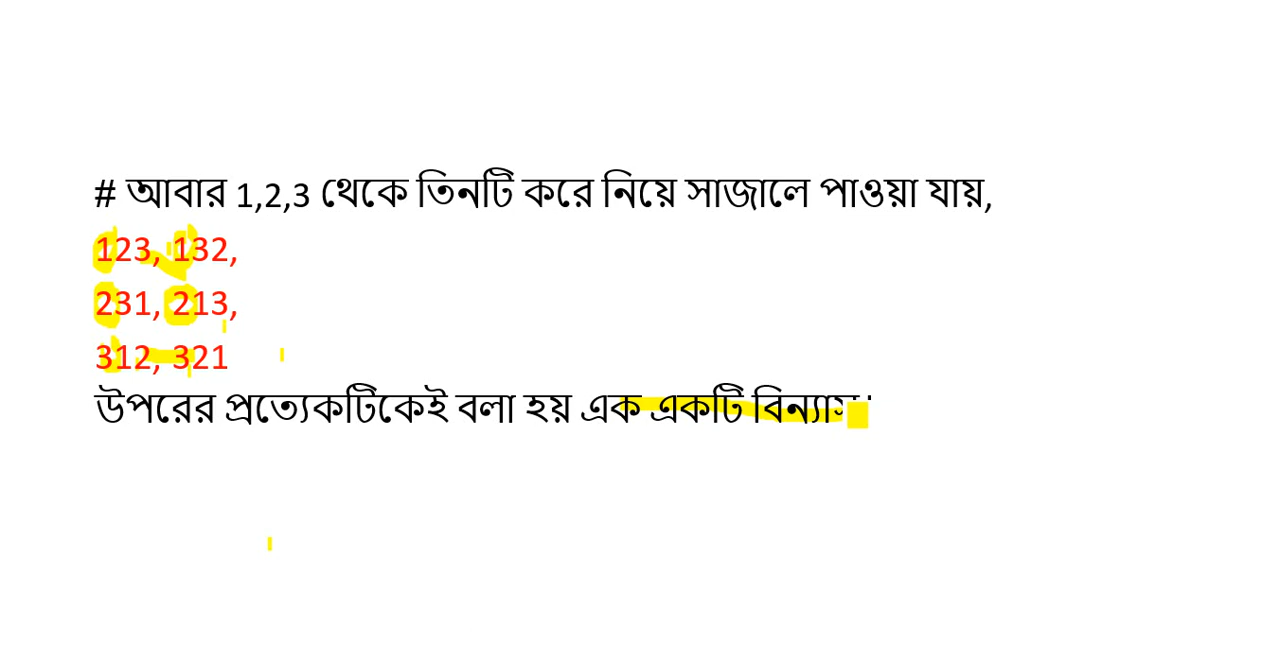 # আবার 1,2,3 থেকে তিনটি করে নিয়ে সাজালে পাওয়া যায়,
123, 132,
231, 213,
312, 321
উপরের প্রত্যেকটিকেই বলা হয় এক একটি বিন্যাস